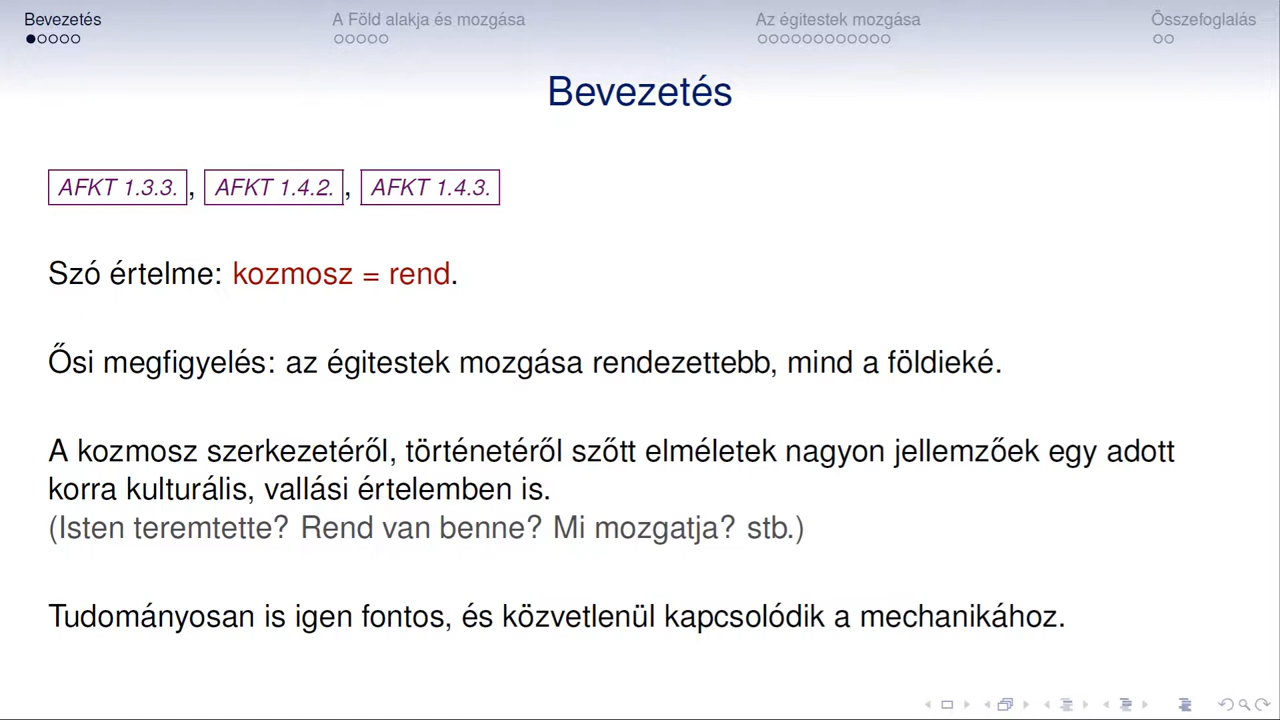 Bevezetés
A Föld alakja és mozgása
Az égitestek mozgása
Összefoglalás
Bevezetés
AFKT 1.3.3., AFKT 1.4.2., AFKT 1.4.3.
Szó értelme: kozmosz = rend.
Ősi megfigyelés: az égitestek mozgása rendezettebb, mind a földieké.
A kozmosz szerkezetéről, történetéről szőtt elméletek nagyon jellemzőek egy adott
korra kulturális, vallási értelemben is.
(Isten teremtette? Rend van benne? Mi mozgatja? stb.)
Tudományosan is igen fontos, és közvetlenül kapcsolódik a mechanikához.